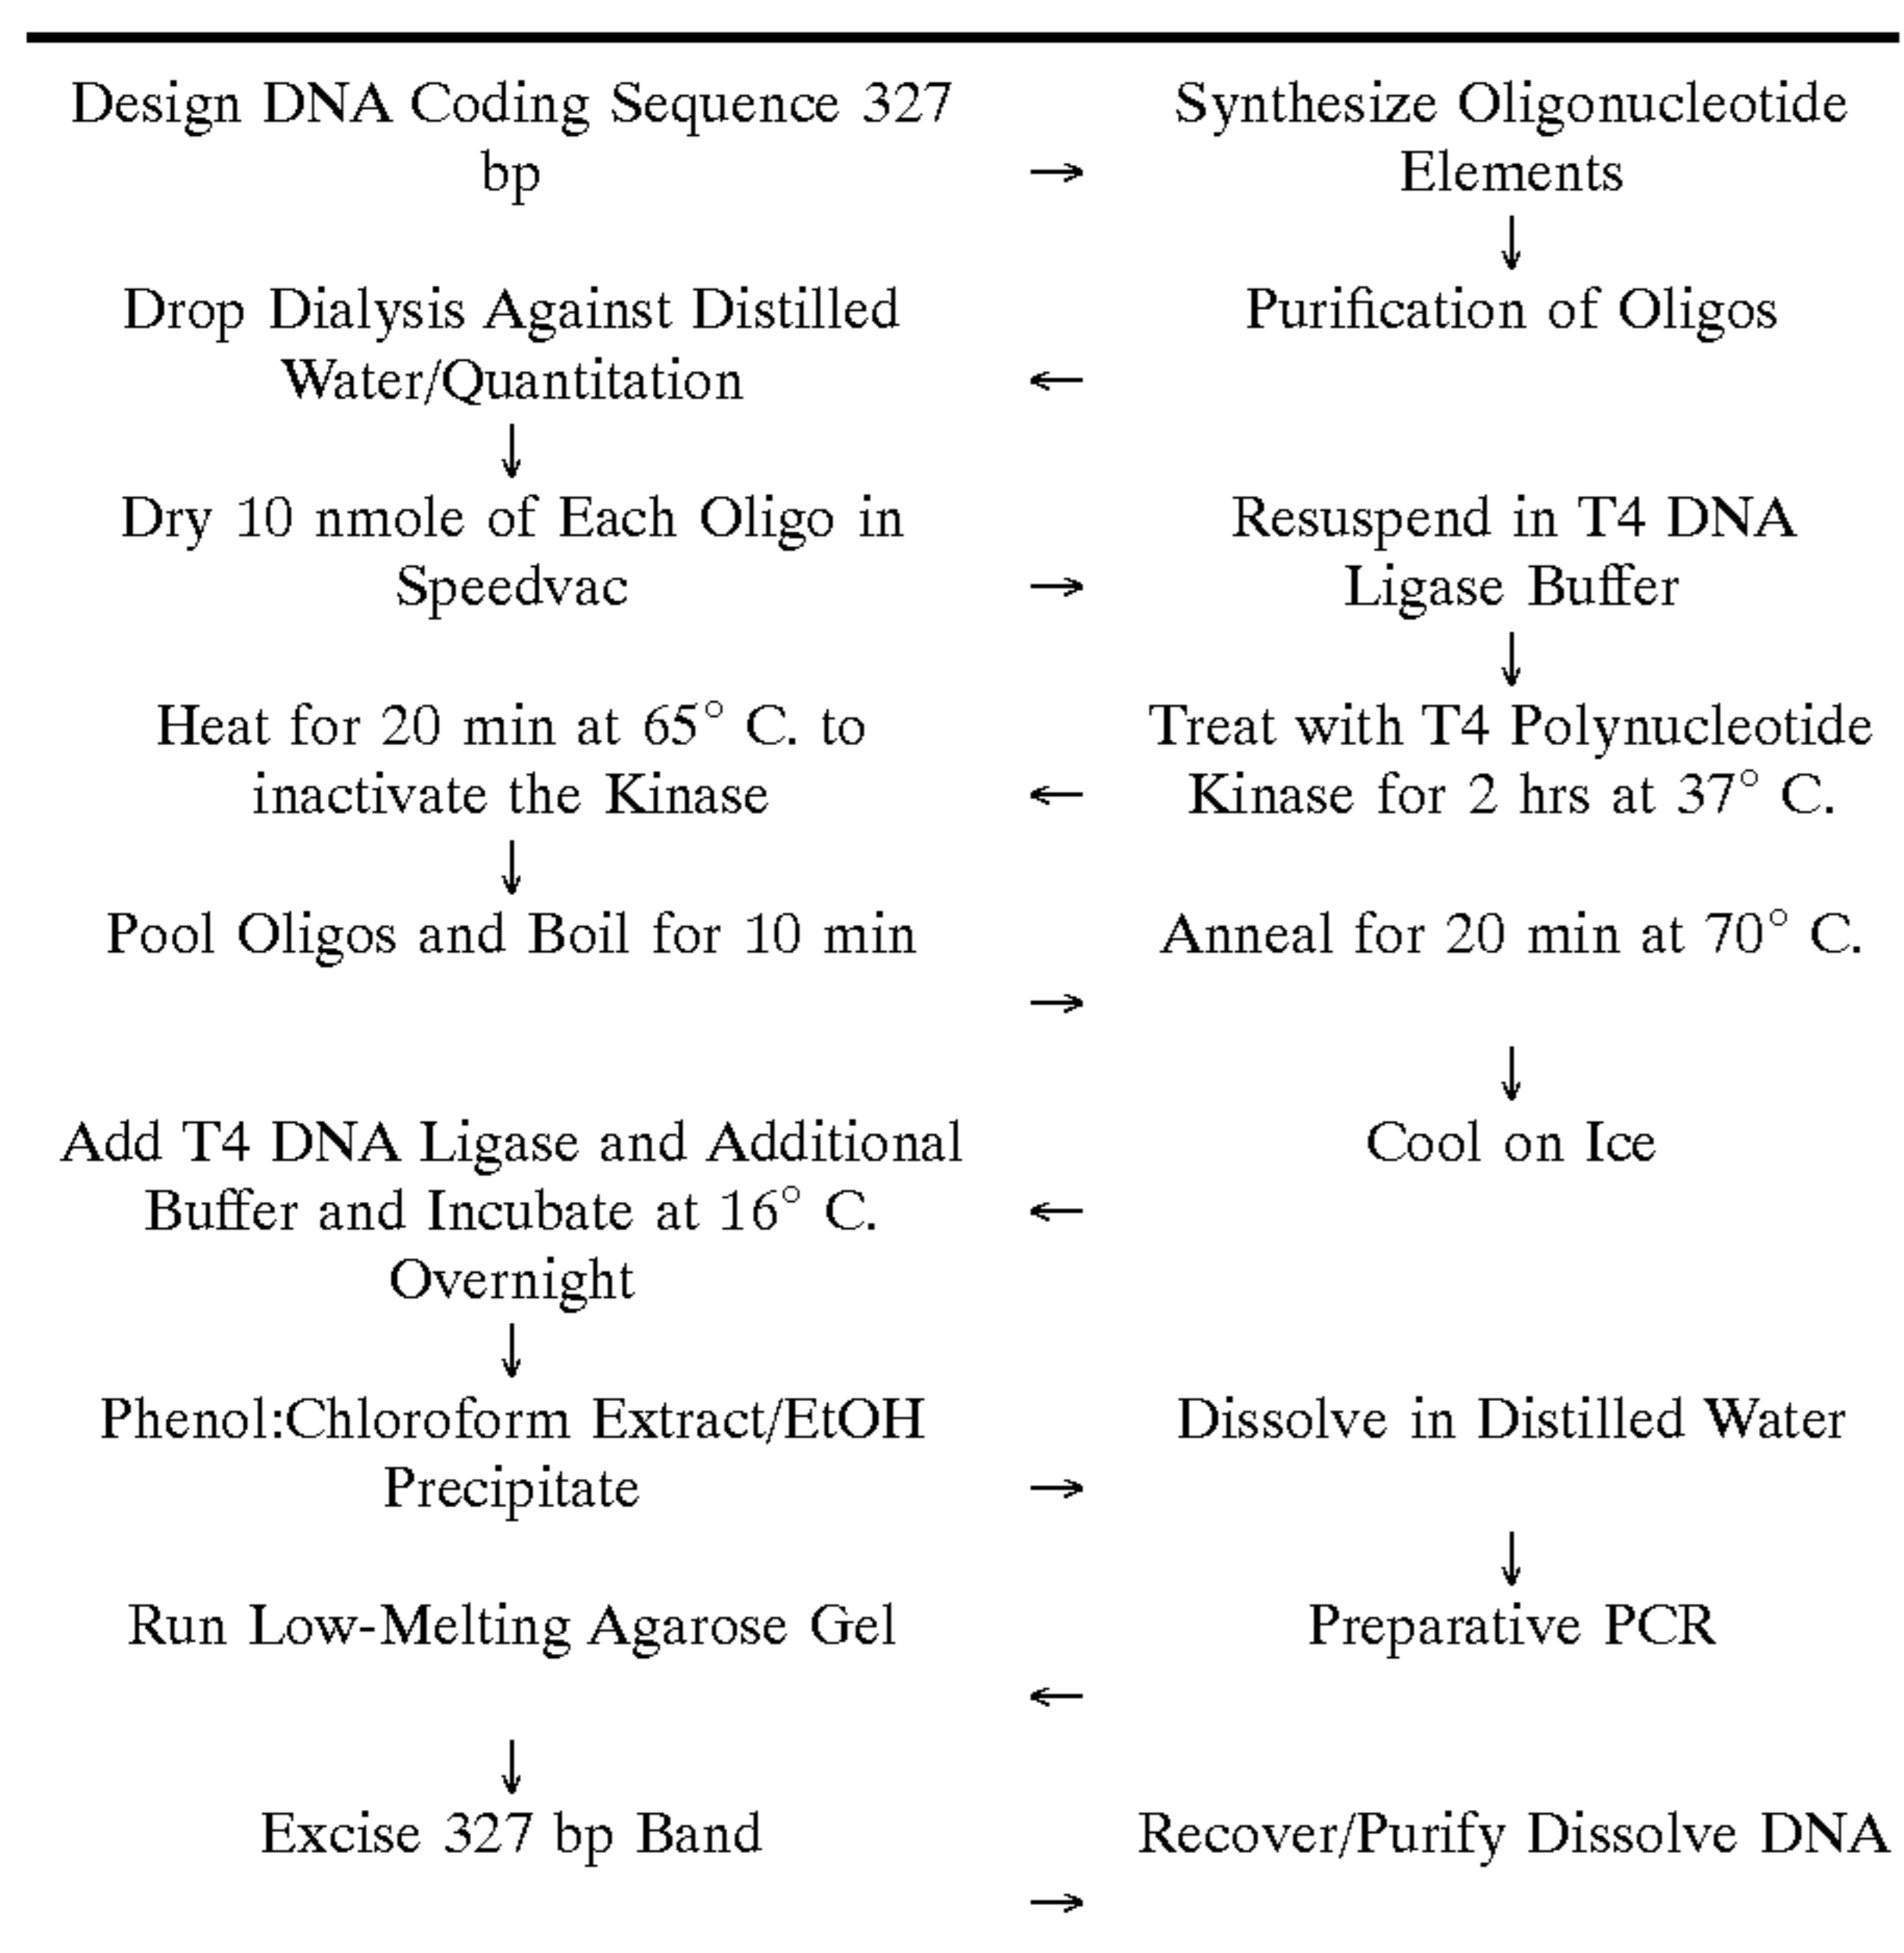 Design DNA Coding Sequence 327
bp
→
Synthesize Oligonucleotide
Elements
↓
Purification of Oligos
←
Drop Dialysis Against Distilled
Water/Quantitation
↓
Dry 10 nmole of Each Oligo in
Speedvac
→
Resuspend in T4 DNA
Ligase Buffer
↓
Treat with T4 Polynucleotide
Kinase for 2 hrs at 37° C.
←
Heat for 20 min at 65° C. to
inactivate the Kinase
↓
Pool Oligos and Boil for 10 min
→
Anneal for 20 min at 70° C.
↓
Cool on Ice
←
Add T4 DNA Ligase and Additional
Buffer and Incubate at 16° C.
Overnight
↓
Phenol:Chloroform Extract/EtOH
Precipitate
→
Dissolve in Distilled Water
↓
Preparative PCR
←
Run Low-Melting Agarose Gel
↓
Excise 327 bp Band
→
Recover/Purify Dissolve DNA